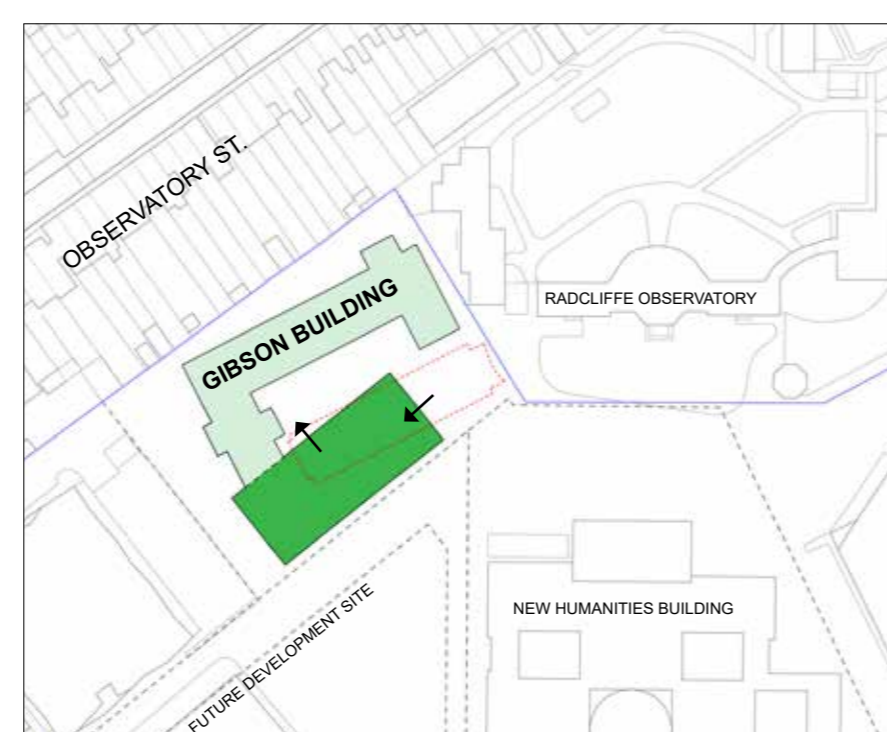 OBSERVATORY ST.
GIBSON BUILDING
RADCLIFFE OBSERVATORY
NEW HUMANITIES BUILDING
FUTURE DEVELOPMENT SITE